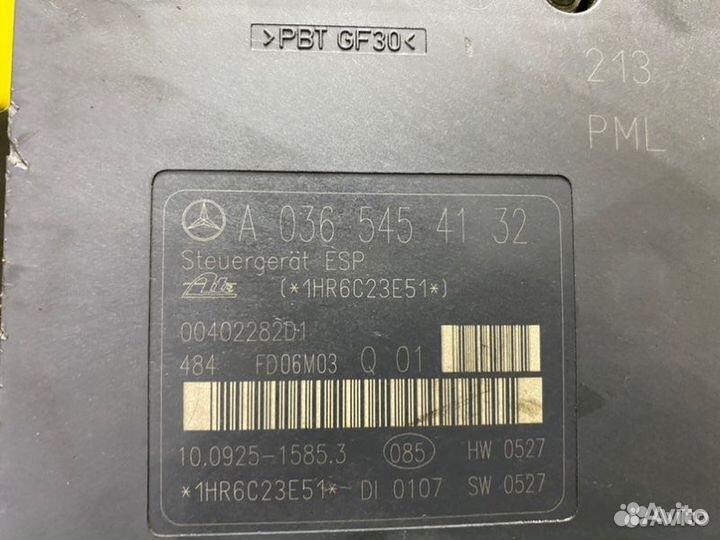 >PBT GF30<
213
PML
A 036 545 41 32
Steuergerät ESP
Ate (*1HR6C23E51*)
00402282D1
484 FD06M03 Q 01
10.0925-1585.3 085 HW 0527
*1HR6C23E51* DI 0107 SW 0527
Avito